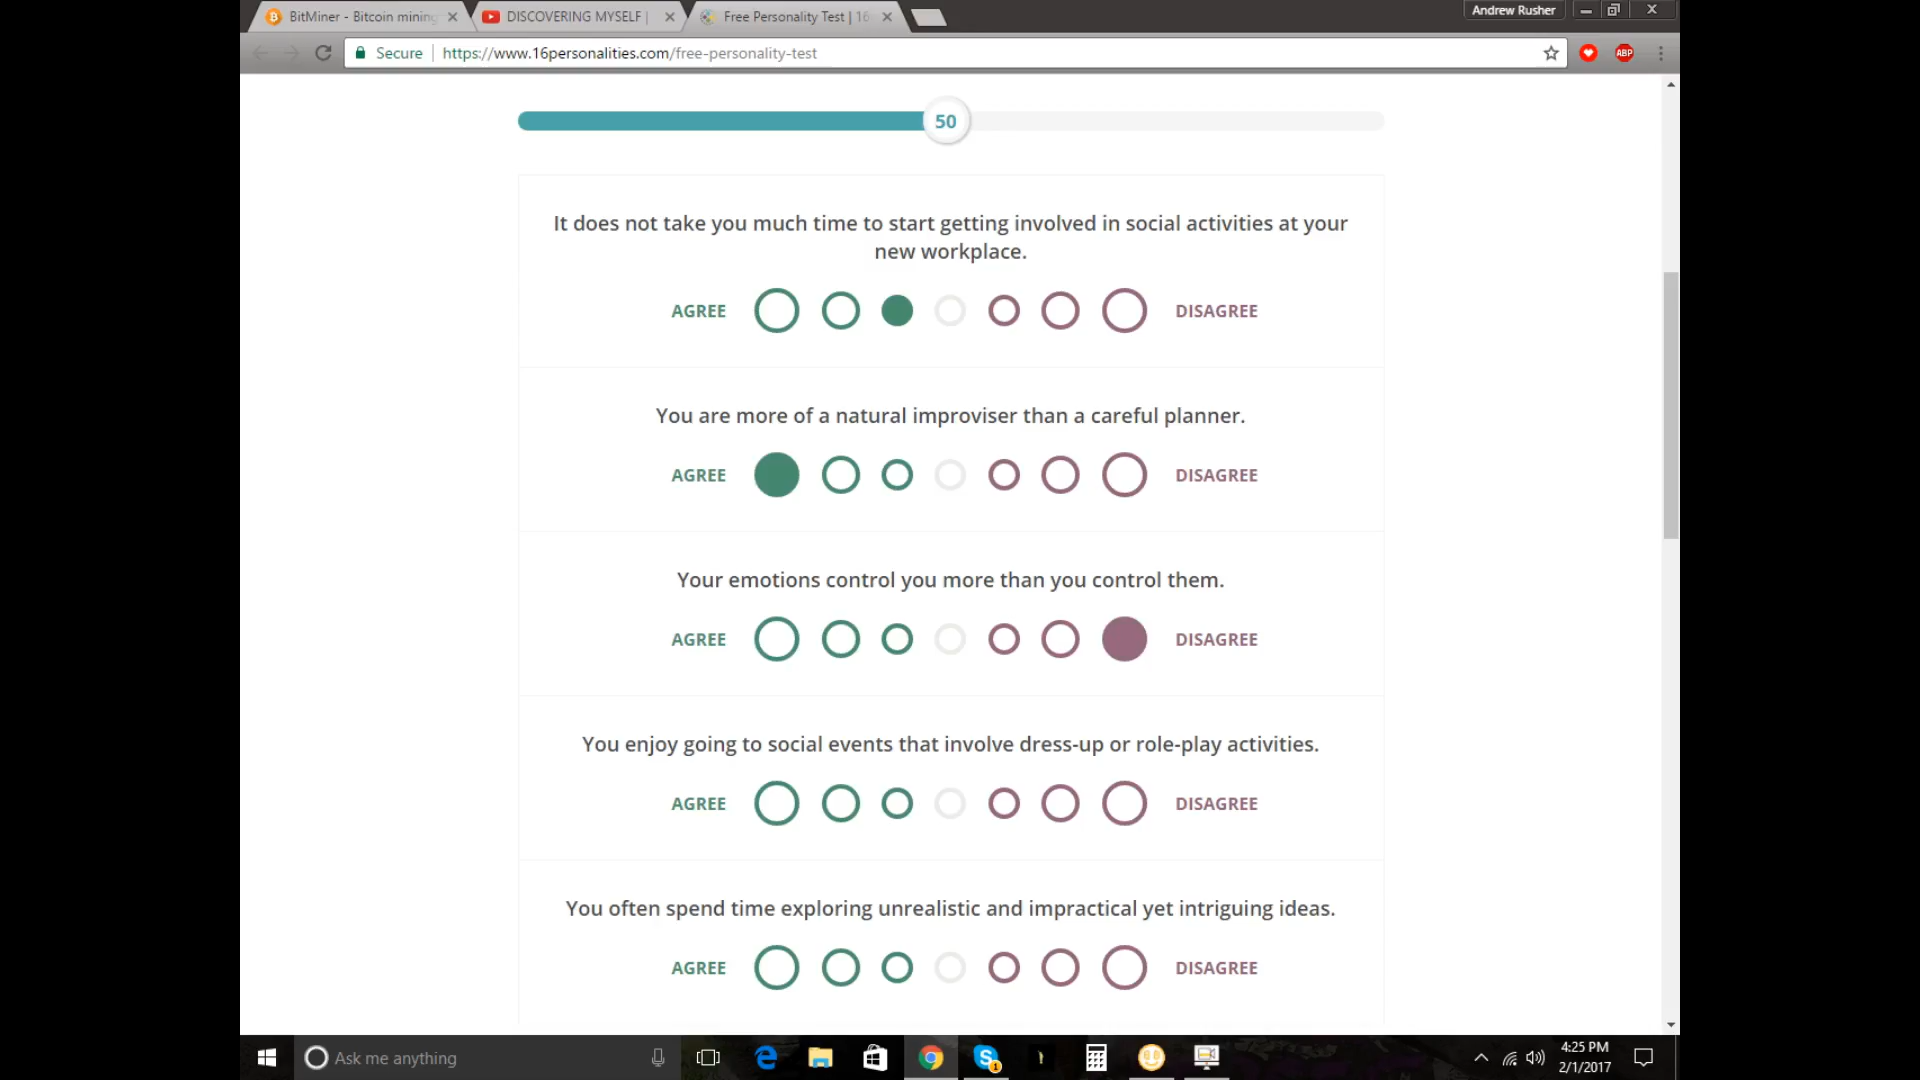 BitMiner - Bitcoin mining
DISCOVERING MYSELF |
Free Personality Test | 16
Andrew Rusher
Secure
https://www.16personalities.com/free-personality-test
ABP
50
It does not take you much time to start getting involved in social activities at your
new workplace.
AGREE DISAGREE
You are more of a natural improviser than a careful planner.
AGREE DISAGREE
Your emotions control you more than you control them.
AGREE DISAGREE
You enjoy going to social events that involve dress-up or role-play activities.
AGREE DISAGREE
You often spend time exploring unrealistic and impractical yet intriguing ideas.
AGREE DISAGREE
Ask me anything
1
4:25 PM
2/1/2017